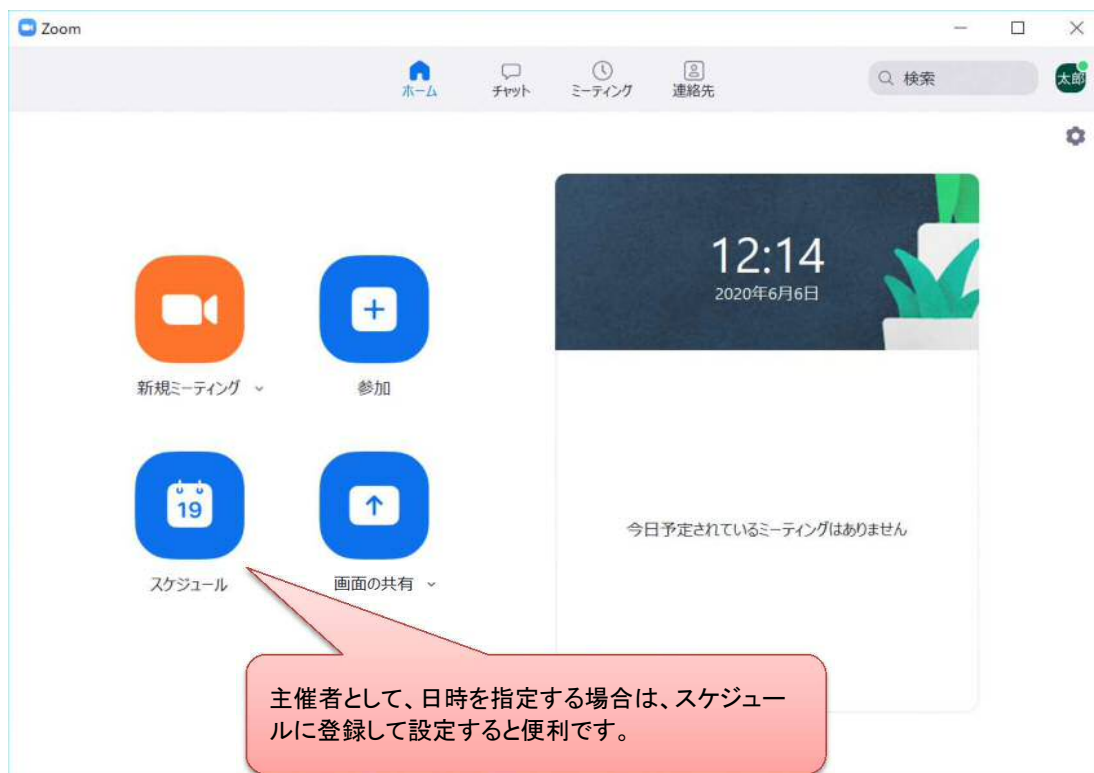 Zoom
ホーム
チャット
ミーティング
連絡先
検索
太郎
12:14
2020年6月6日
新規ミーティング
参加
19
スケジュール
画面の共有
今日予定されているミーティングはありません
主催者として、日時を指定する場合は、スケジュー
ルに登録して設定すると便利です。